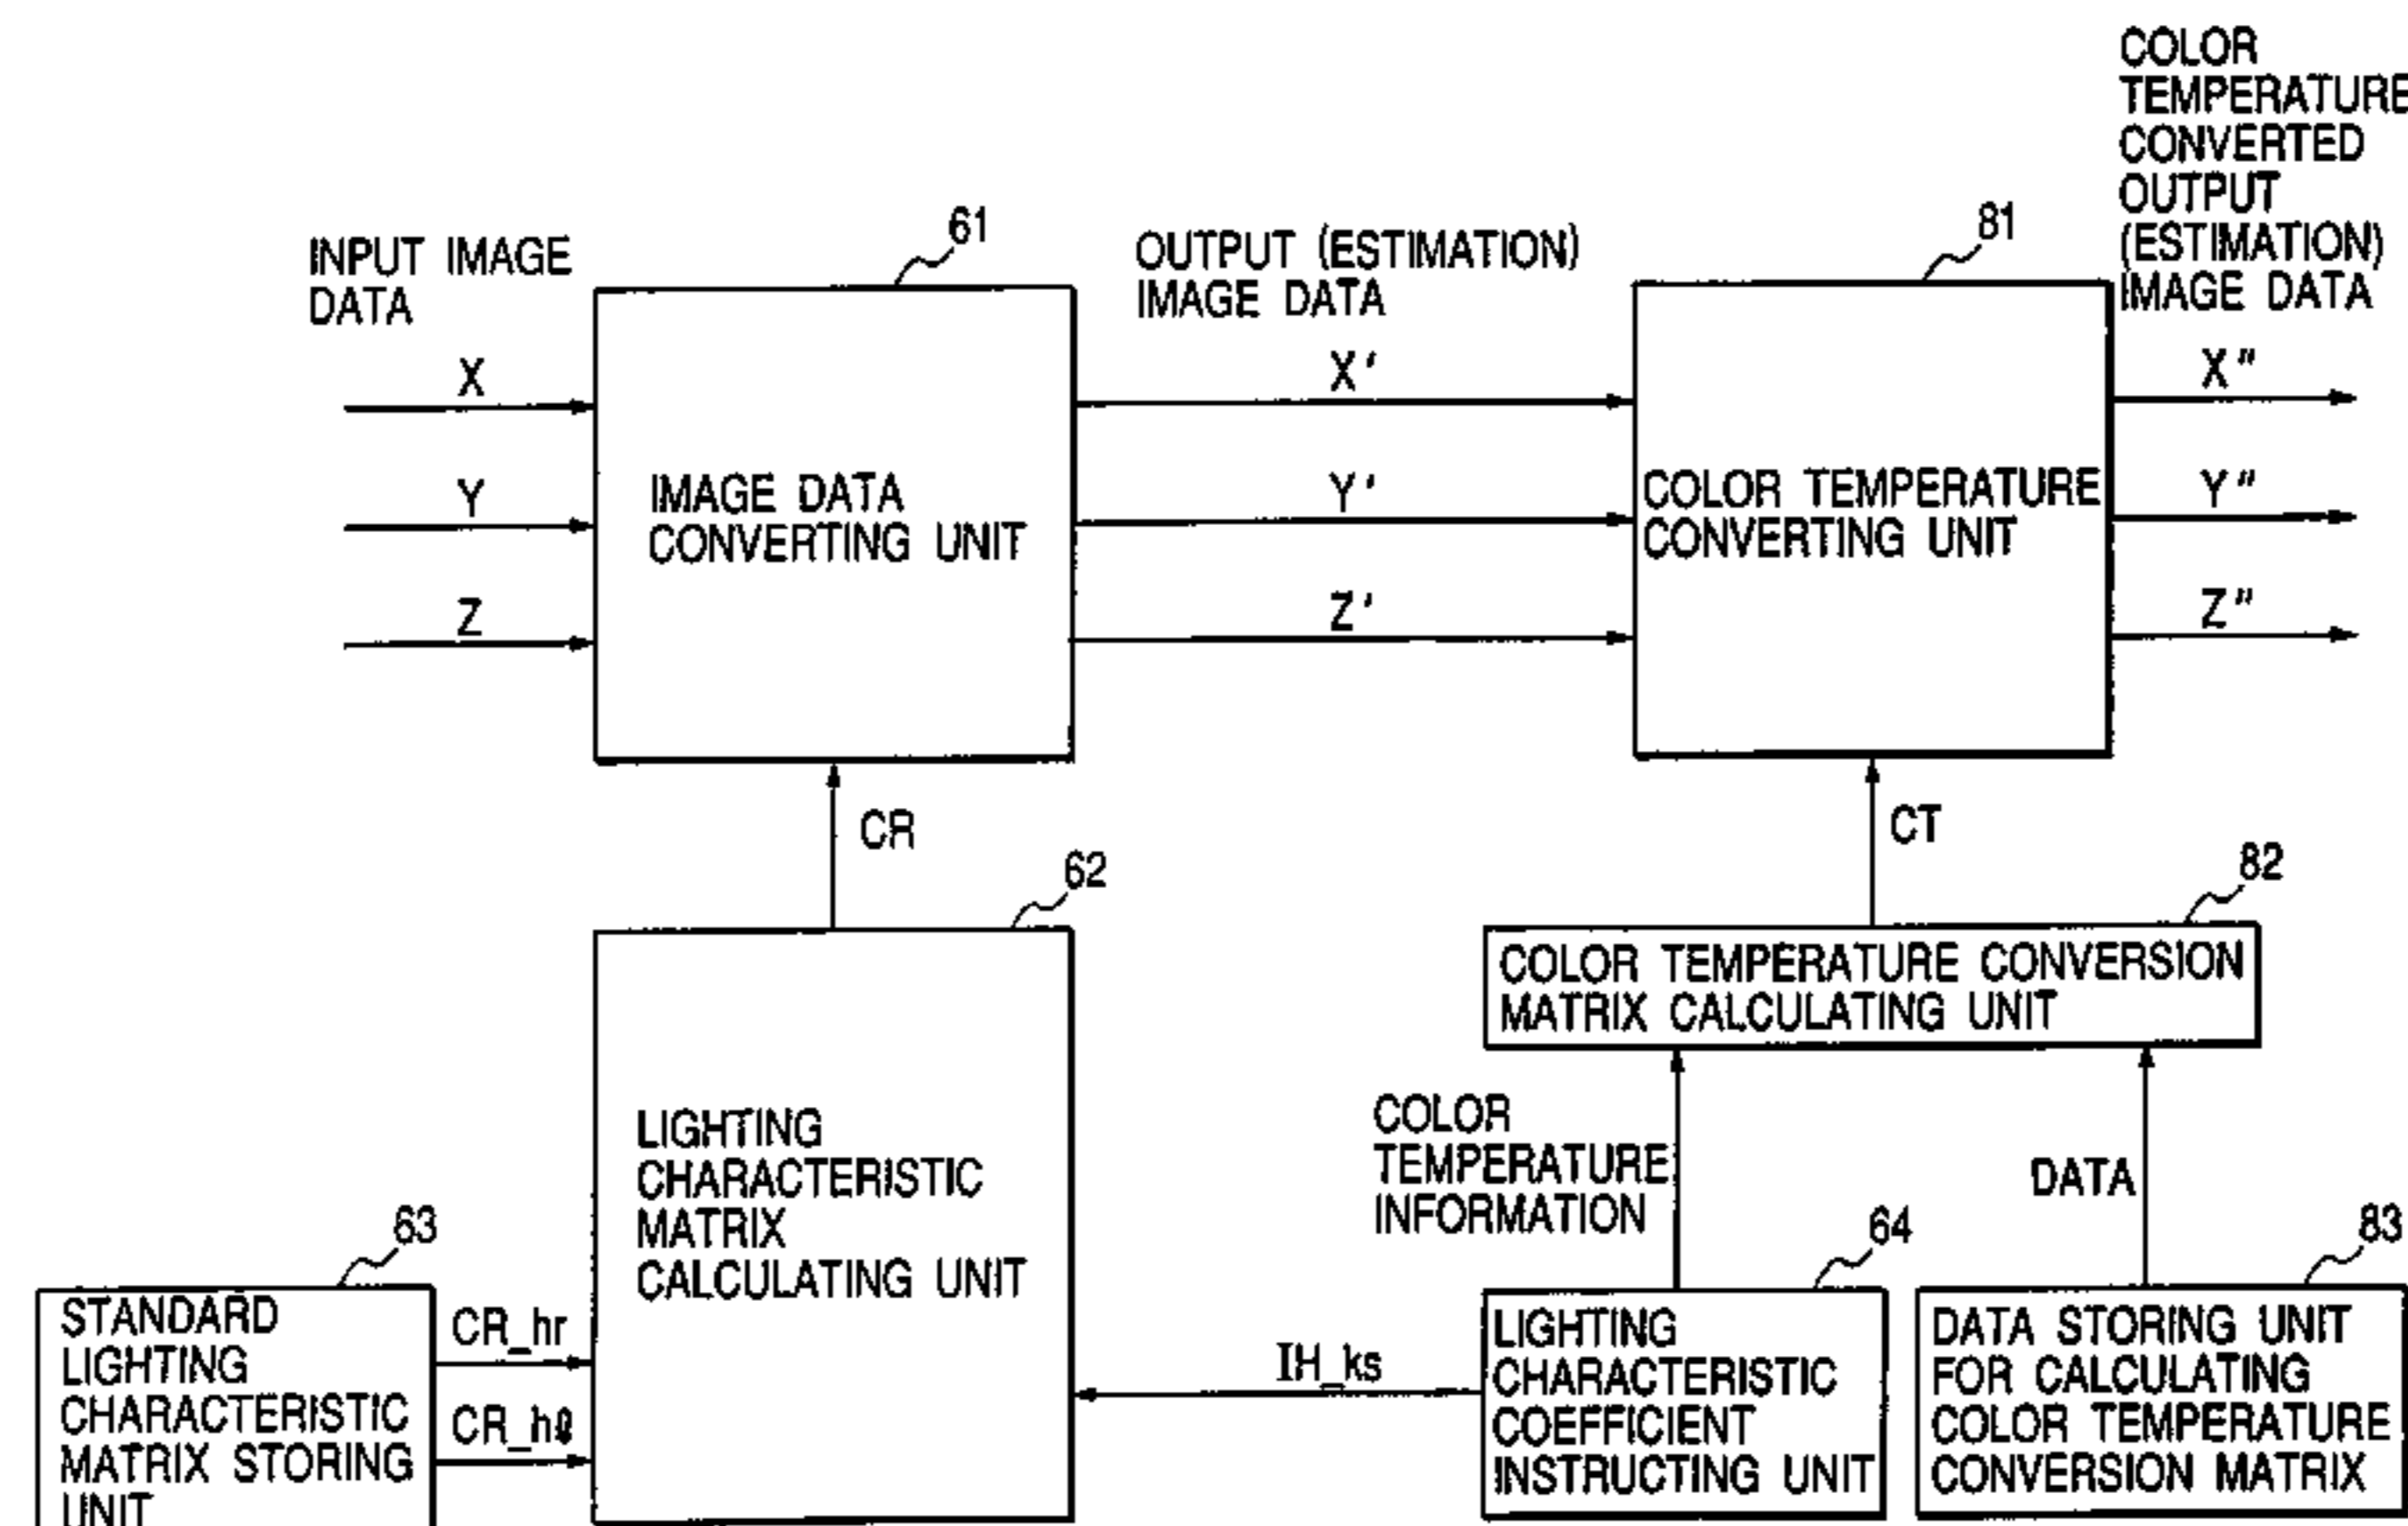 COLOR
TEMPERATURE
CONVERTED
OUTPUT
(ESTIMATION)
IMAGE DATA
INPUT IMAGE
DATA
61
OUTPUT (ESTIMATION)
IMAGE DATA
81
X
X'
X"
IMAGE DATA
CONVERTING UNIT
Y
Y'
COLOR TEMPERATURE
CONVERTING UNIT
Y"
Z
Z'
Z"
CR
CT
62
82
COLOR TEMPERATURE CONVERSION
MATRIX CALCULATING UNIT
LIGHTING
CHARACTERISTIC
MATRIX
CALCULATING UNIT
COLOR
TEMPERATURE
INFORMATION
DATA
63
64
83
STANDARD
LIGHTING
CHARACTERISTIC
MATRIX STORING
UNIT
CR_hr
CR_hℓ
IH_ks
LIGHTING
CHARACTERISTIC
COEFFICIENT
INSTRUCTING UNIT
DATA STORING UNIT
FOR CALCULATING
COLOR TEMPERATURE
CONVERSION MATRIX